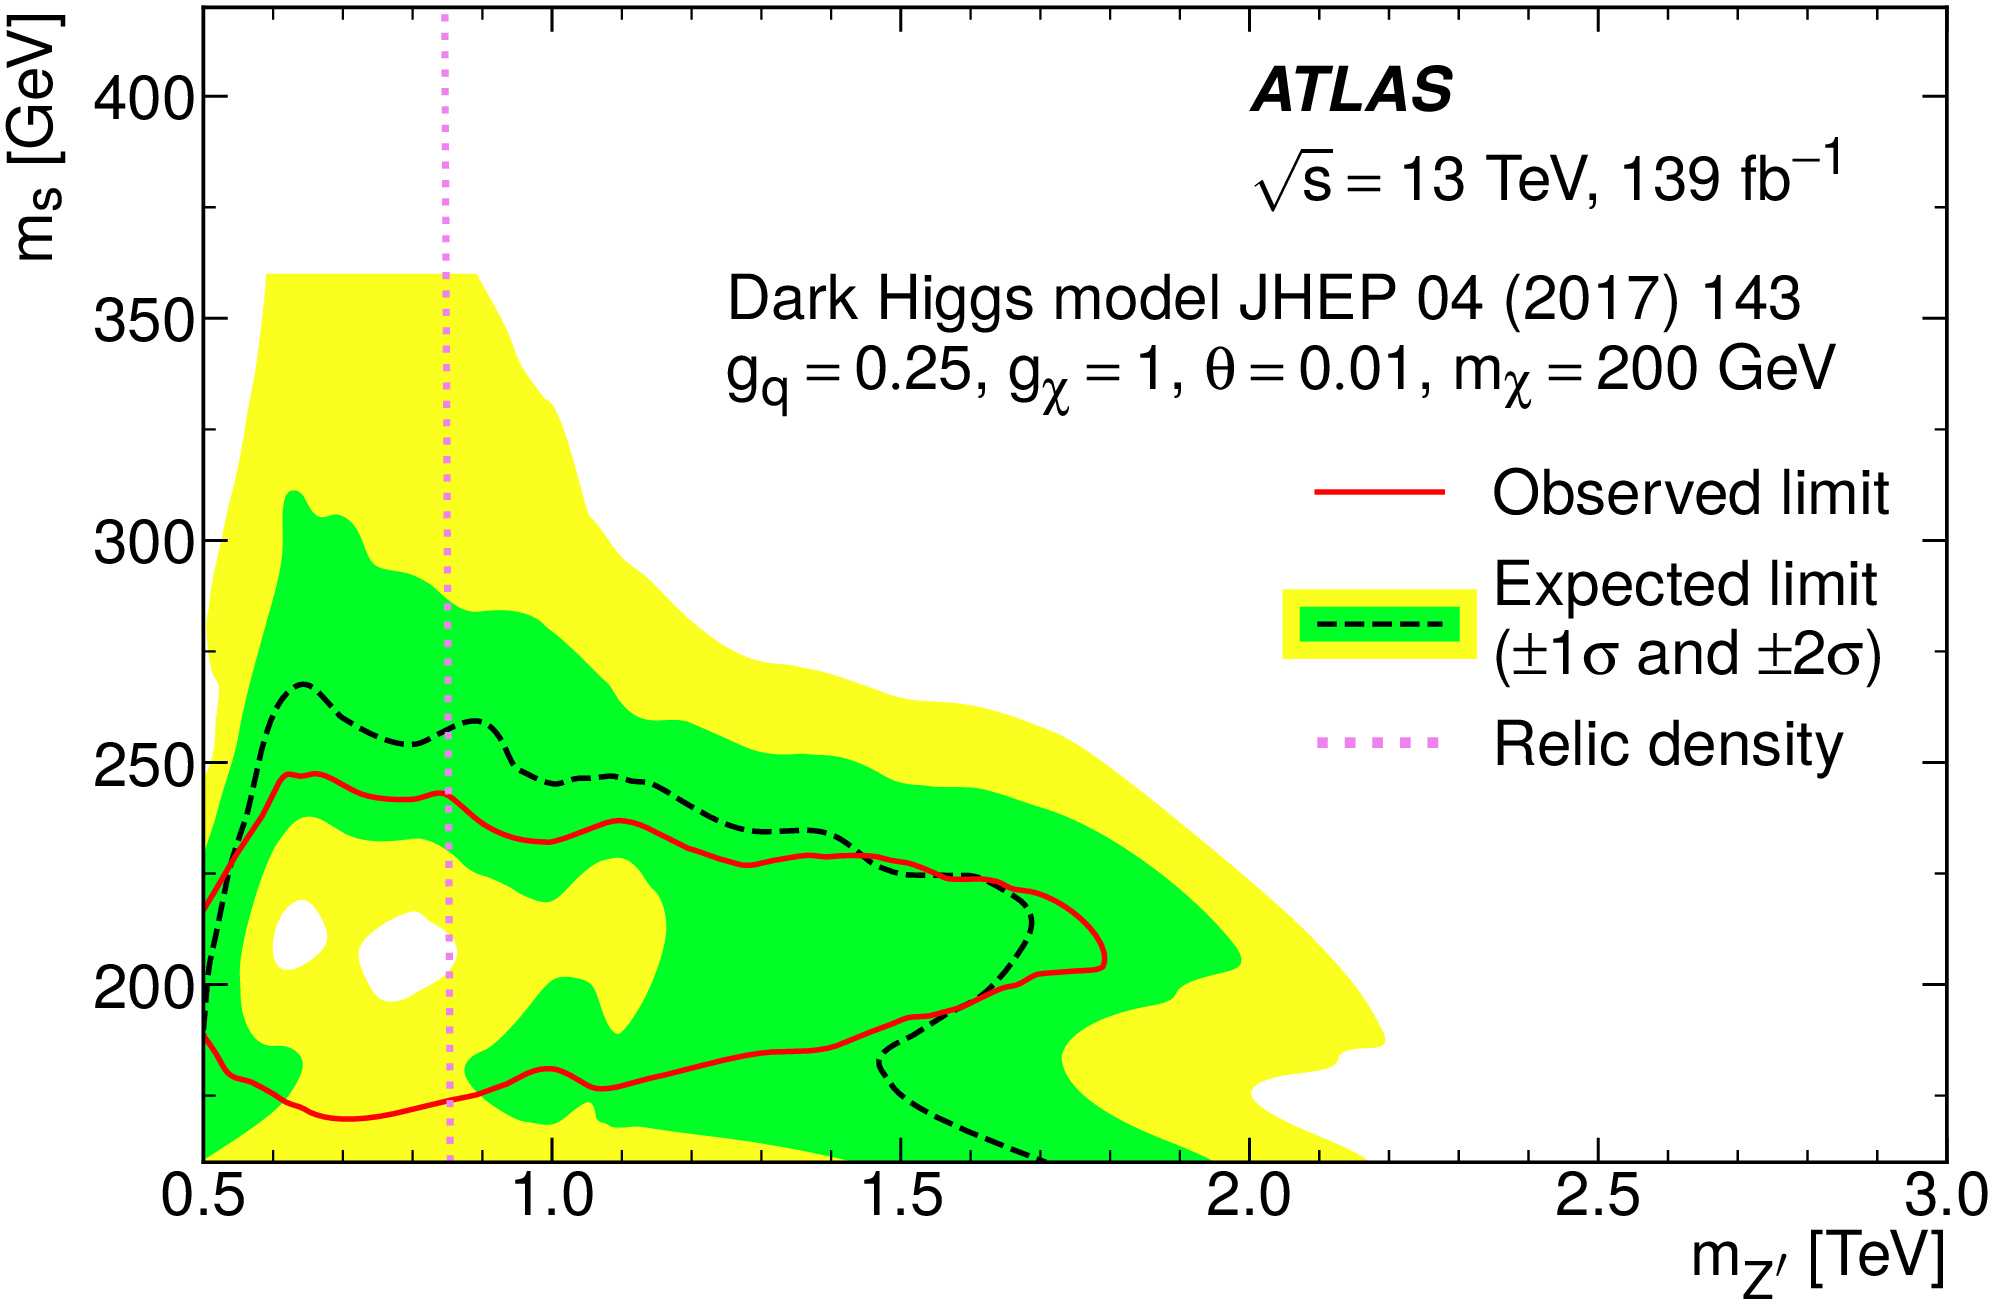 m_s [GeV]
400
350
300
250
200
ATLAS
√s = 13 TeV, 139 fb⁻¹
Dark Higgs model JHEP 04 (2017) 143
g_q = 0.25, g_χ = 1, θ = 0.01, m_χ = 200 GeV
Observed limit
Expected limit
(±1σ and ±2σ)
Relic density
0.5 1.0 1.5 2.0 2.5 3.0
m_Z′ [TeV]